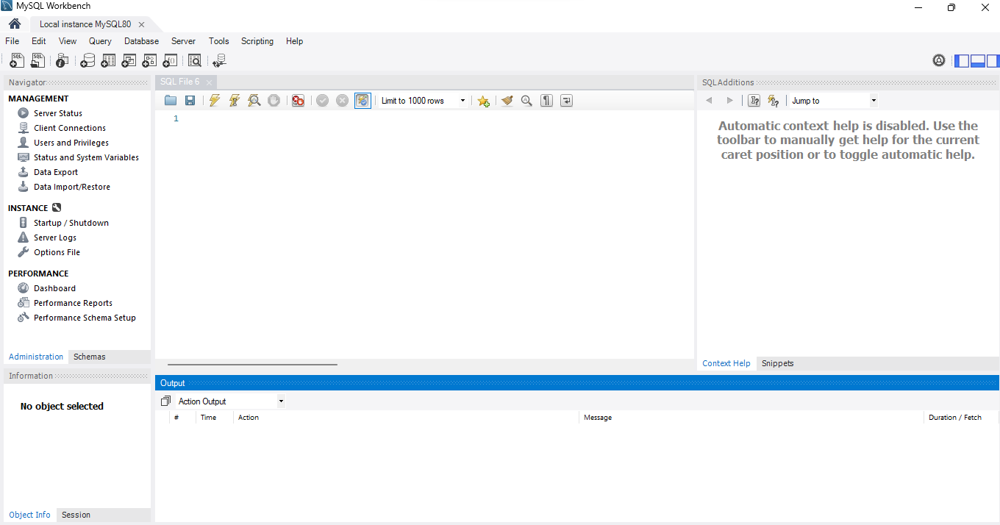 MySQL Workbench
Local instance MySQL80
File Edit View Query Database Server Tools Scripting Help
Navigator
MANAGEMENT
Server Status
Client Connections
Users and Privileges
Status and System Variables
Data Export
Data Import/Restore
INSTANCE
Startup / Shutdown
Server Logs
Options File
PERFORMANCE
Dashboard
Performance Reports
Performance Schema Setup
Administration Schemas
Information
No object selected
Object Info Session
SQL File 6
Limit to 1000 rows
1
SQLAdditions
Jump to
Automatic context help is disabled. Use the
toolbar to manually get help for the current
caret position or to toggle automatic help.
Context Help Snippets
Output
Action Output
# Time Action Message Duration / Fetch